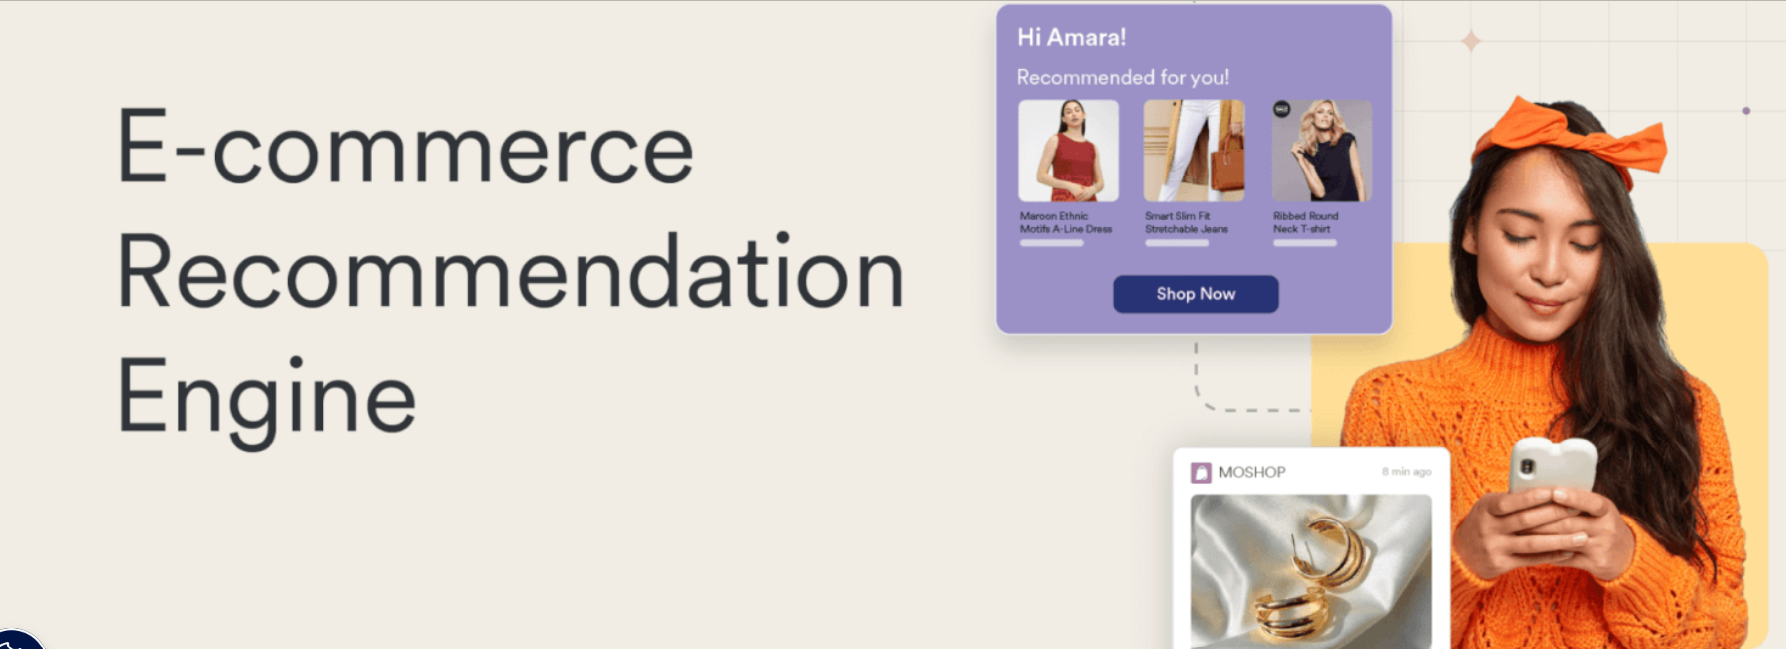 E-commerce
Recommendation
Engine
Hi Amara!
Recommended for you!
SALE
Maroon Ethnic
Motifs A-Line Dress
Smart Slim Fit
Stretchable Jeans
Ribbed Round
Neck T-shirt
Shop Now
MOSHOP
8 min ago